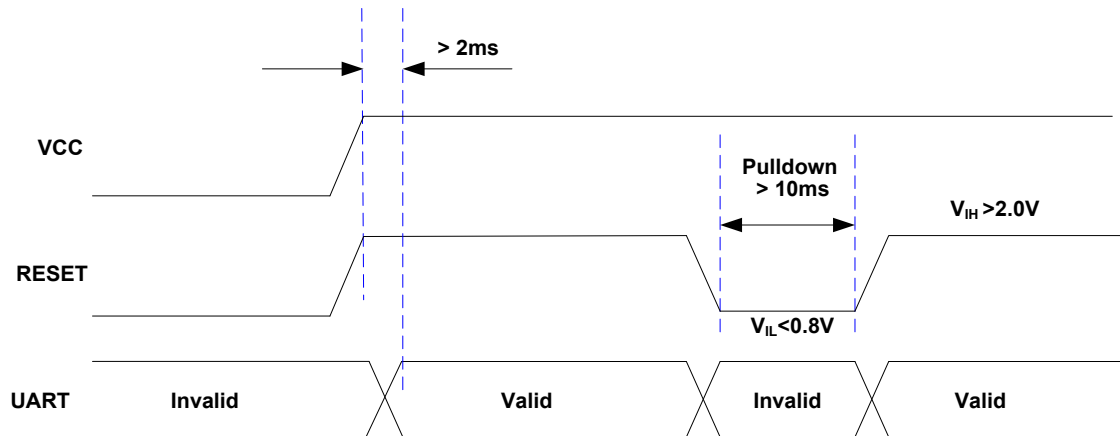 > 2ms
VCC
Pulldown
> 10ms
VIH >2.0V
RESET
VIL<0.8V
UART
Invalid
Valid
Invalid
Valid